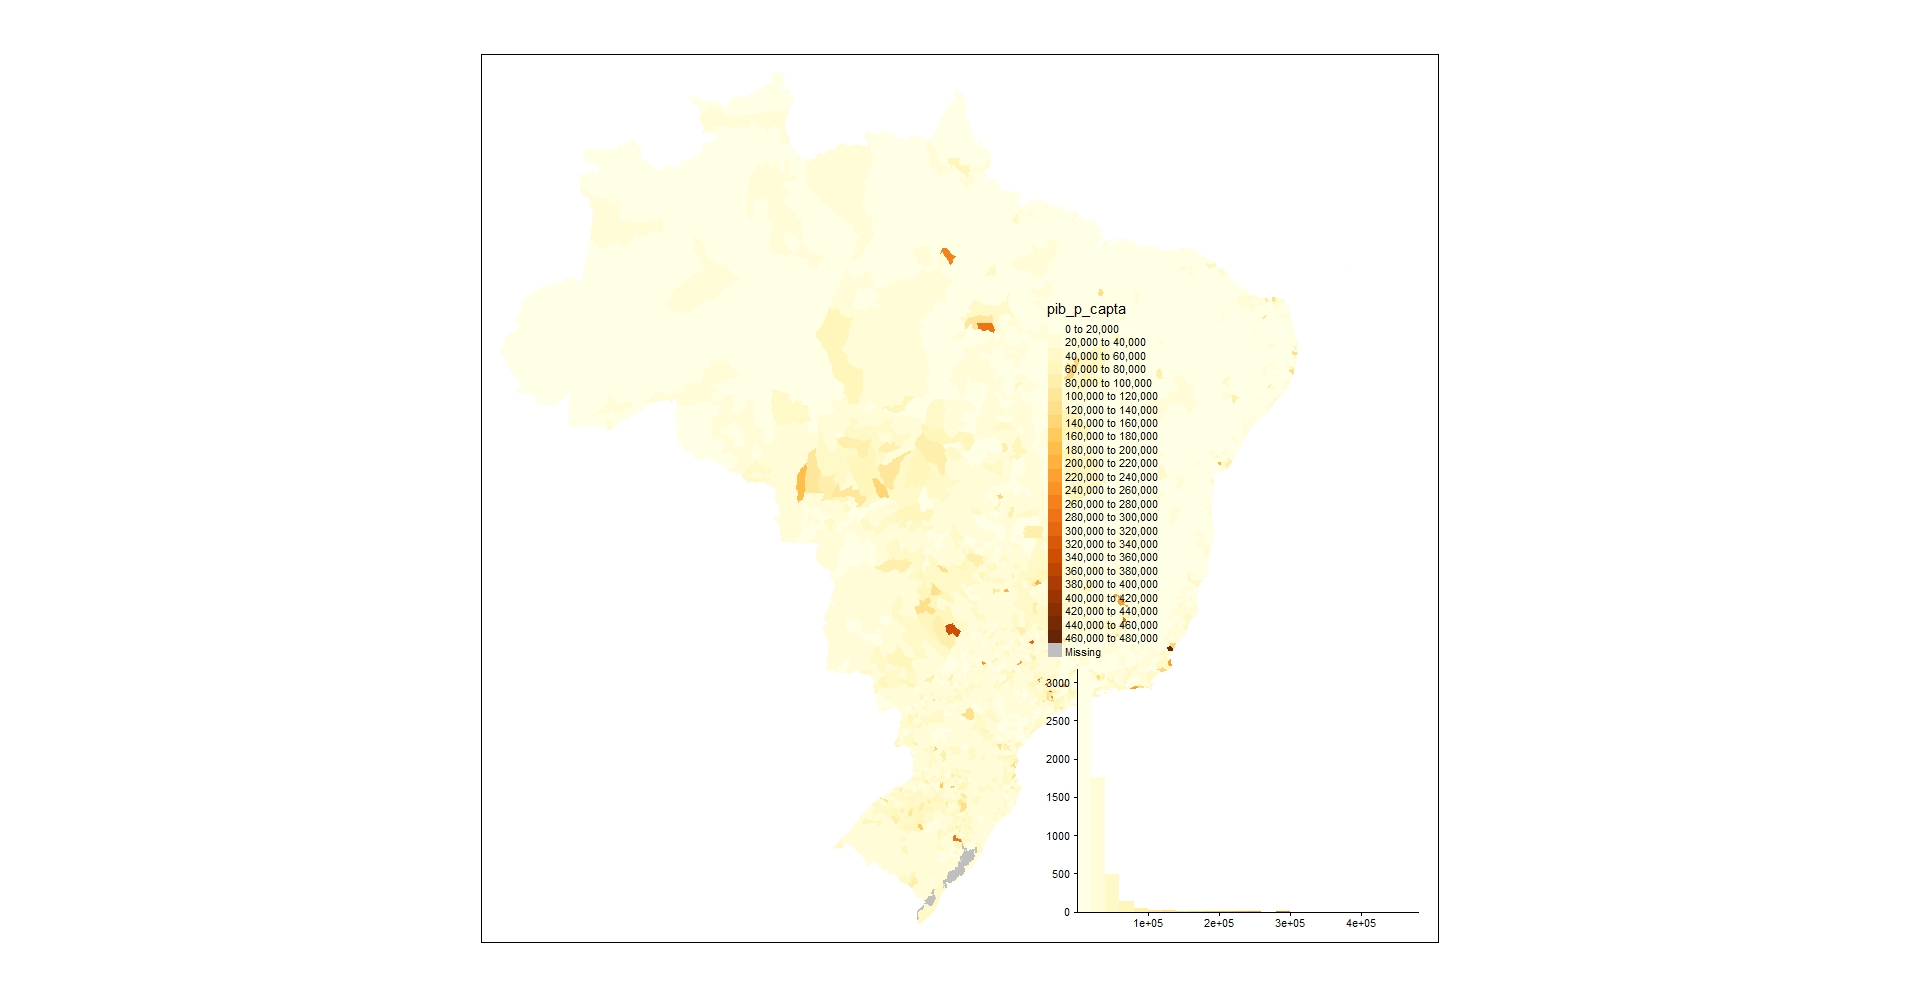 pib_p_capta
0 to 20,000
20,000 to 40,000
40,000 to 60,000
60,000 to 80,000
80,000 to 100,000
100,000 to 120,000
120,000 to 140,000
140,000 to 160,000
160,000 to 180,000
180,000 to 200,000
200,000 to 220,000
220,000 to 240,000
240,000 to 260,000
260,000 to 280,000
280,000 to 300,000
300,000 to 320,000
320,000 to 340,000
340,000 to 360,000
360,000 to 380,000
380,000 to 400,000
400,000 to 420,000
420,000 to 440,000
440,000 to 460,000
460,000 to 480,000
Missing
3000
2500
2000
1500
1000
500
0
1e+05 2e+05 3e+05 4e+05